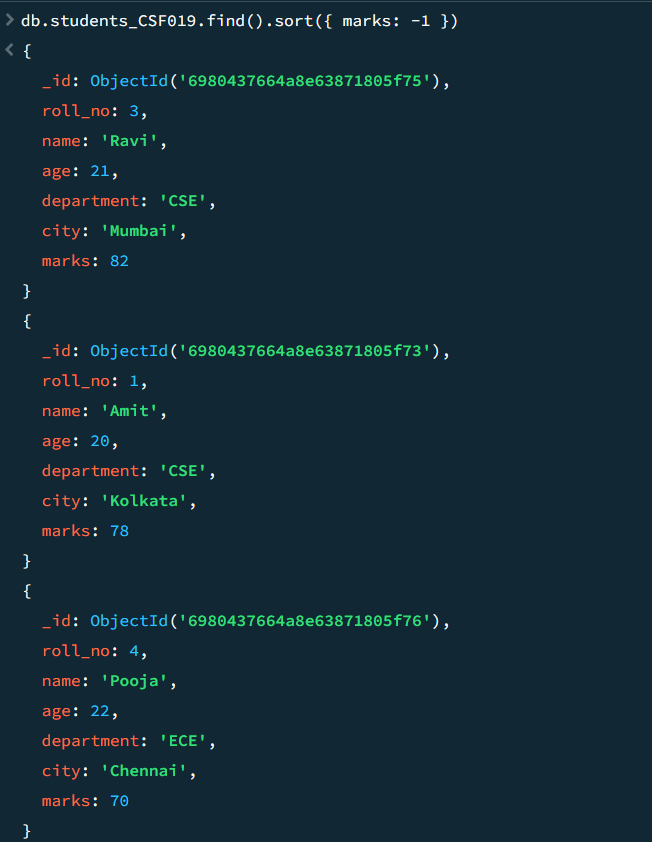 > db.students_CSF019.find().sort({ marks: -1 })
< {
_id: ObjectId('6980437664a8e63871805f75'),
roll_no: 3,
name: 'Ravi',
age: 21,
department: 'CSE',
city: 'Mumbai',
marks: 82
}
{
_id: ObjectId('6980437664a8e63871805f73'),
roll_no: 1,
name: 'Amit',
age: 20,
department: 'CSE',
city: 'Kolkata',
marks: 78
}
{
_id: ObjectId('6980437664a8e63871805f76'),
roll_no: 4,
name: 'Pooja',
age: 22,
department: 'ECE',
city: 'Chennai',
marks: 70
}